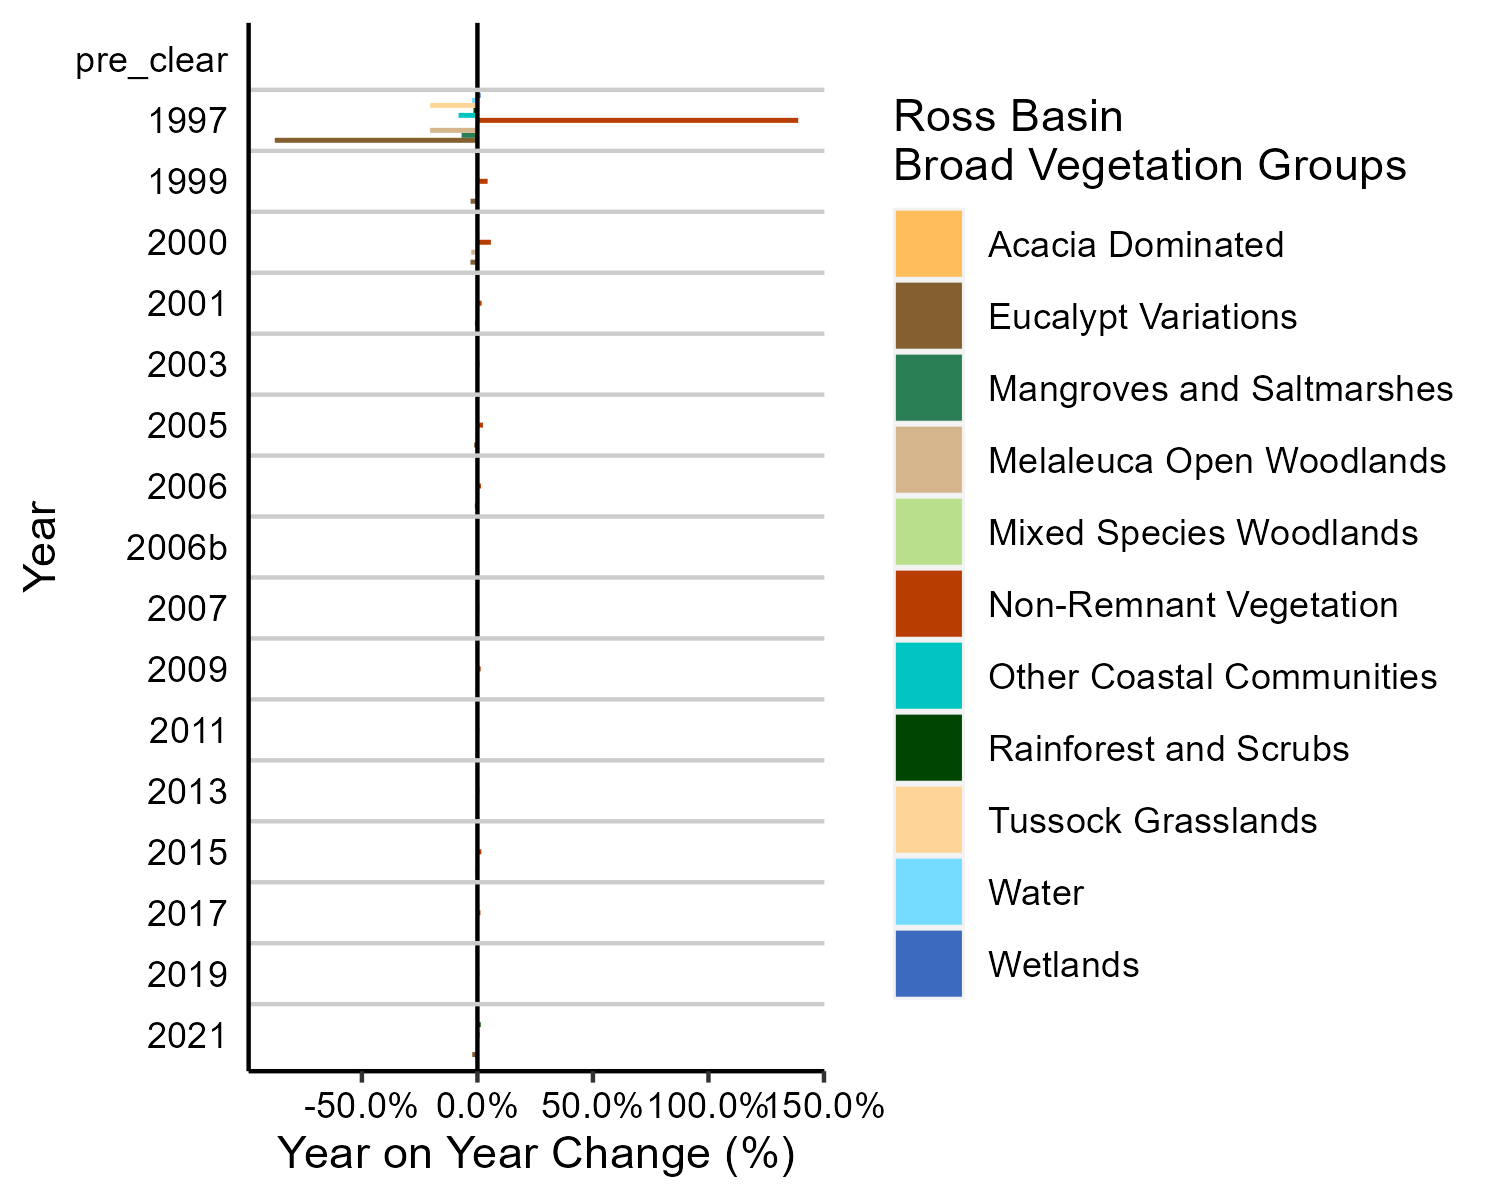 pre_clear
1997
1999
2000
2001
2003
2005
2006
2006b
2007
2009
2011
2013
2015
2017
2019
2021
Year
-50.0% 0.0% 50.0% 100.0% 150.0%
Year on Year Change (%)
Ross Basin
Broad Vegetation Groups
Acacia Dominated
Eucalypt Variations
Mangroves and Saltmarshes
Melaleuca Open Woodlands
Mixed Species Woodlands
Non-Remnant Vegetation
Other Coastal Communities
Rainforest and Scrubs
Tussock Grasslands
Water
Wetlands